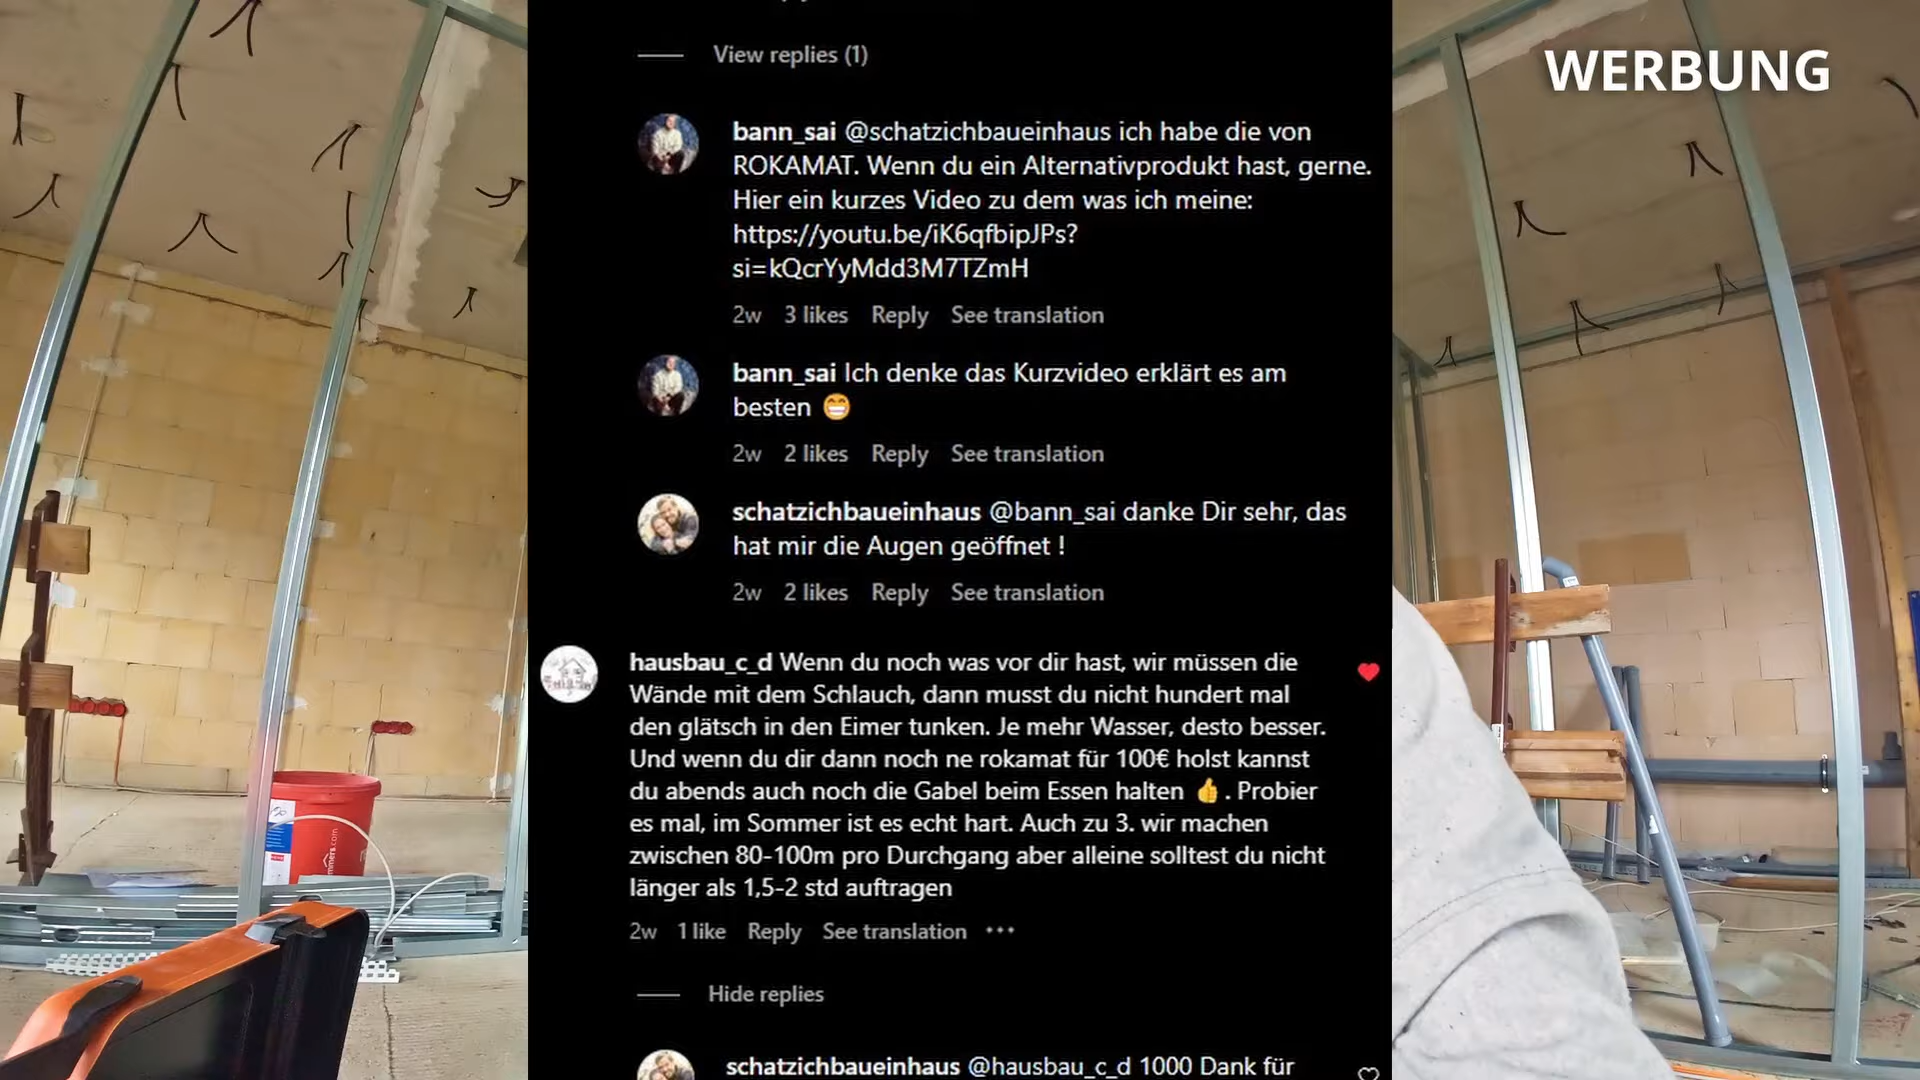 View replies (1)
WERBUNG
bann_sai @schatzichbaueinhaus ich habe die von
ROKAMAT. Wenn du ein Alternativprodukt hast, gerne.
Hier ein kurzes Video zu dem was ich meine:
https://youtu.be/iK6qfbipJPs?
si=kQcrYyMdd3M7TZmH
2w 3 likes Reply See translation
bann_sai Ich denke das Kurzvideo erklärt es am
besten 😁
2w 2 likes Reply See translation
schatzichbaueinhaus @bann_sai danke Dir sehr, das
hat mir die Augen geöffnet !
2w 2 likes Reply See translation
hausbau_c_d Wenn du noch was vor dir hast, wir müssen die
Wände mit dem Schlauch, dann musst du nicht hundert mal
den glätsch in den Eimer tunken. Je mehr Wasser, desto besser.
Und wenn du dir dann noch ne rokamat für 100€ holst kannst
du abends auch noch die Gabel beim Essen halten 👍. Probier
es mal, im Sommer ist es echt hart. Auch zu 3. wir machen
zwischen 80-100m pro Durchgang aber alleine solltest du nicht
länger als 1,5-2 std auftragen
2w 1 like Reply See translation •••
Hide replies
schatzichbaueinhaus @hausbau_c_d 1000 Dank für